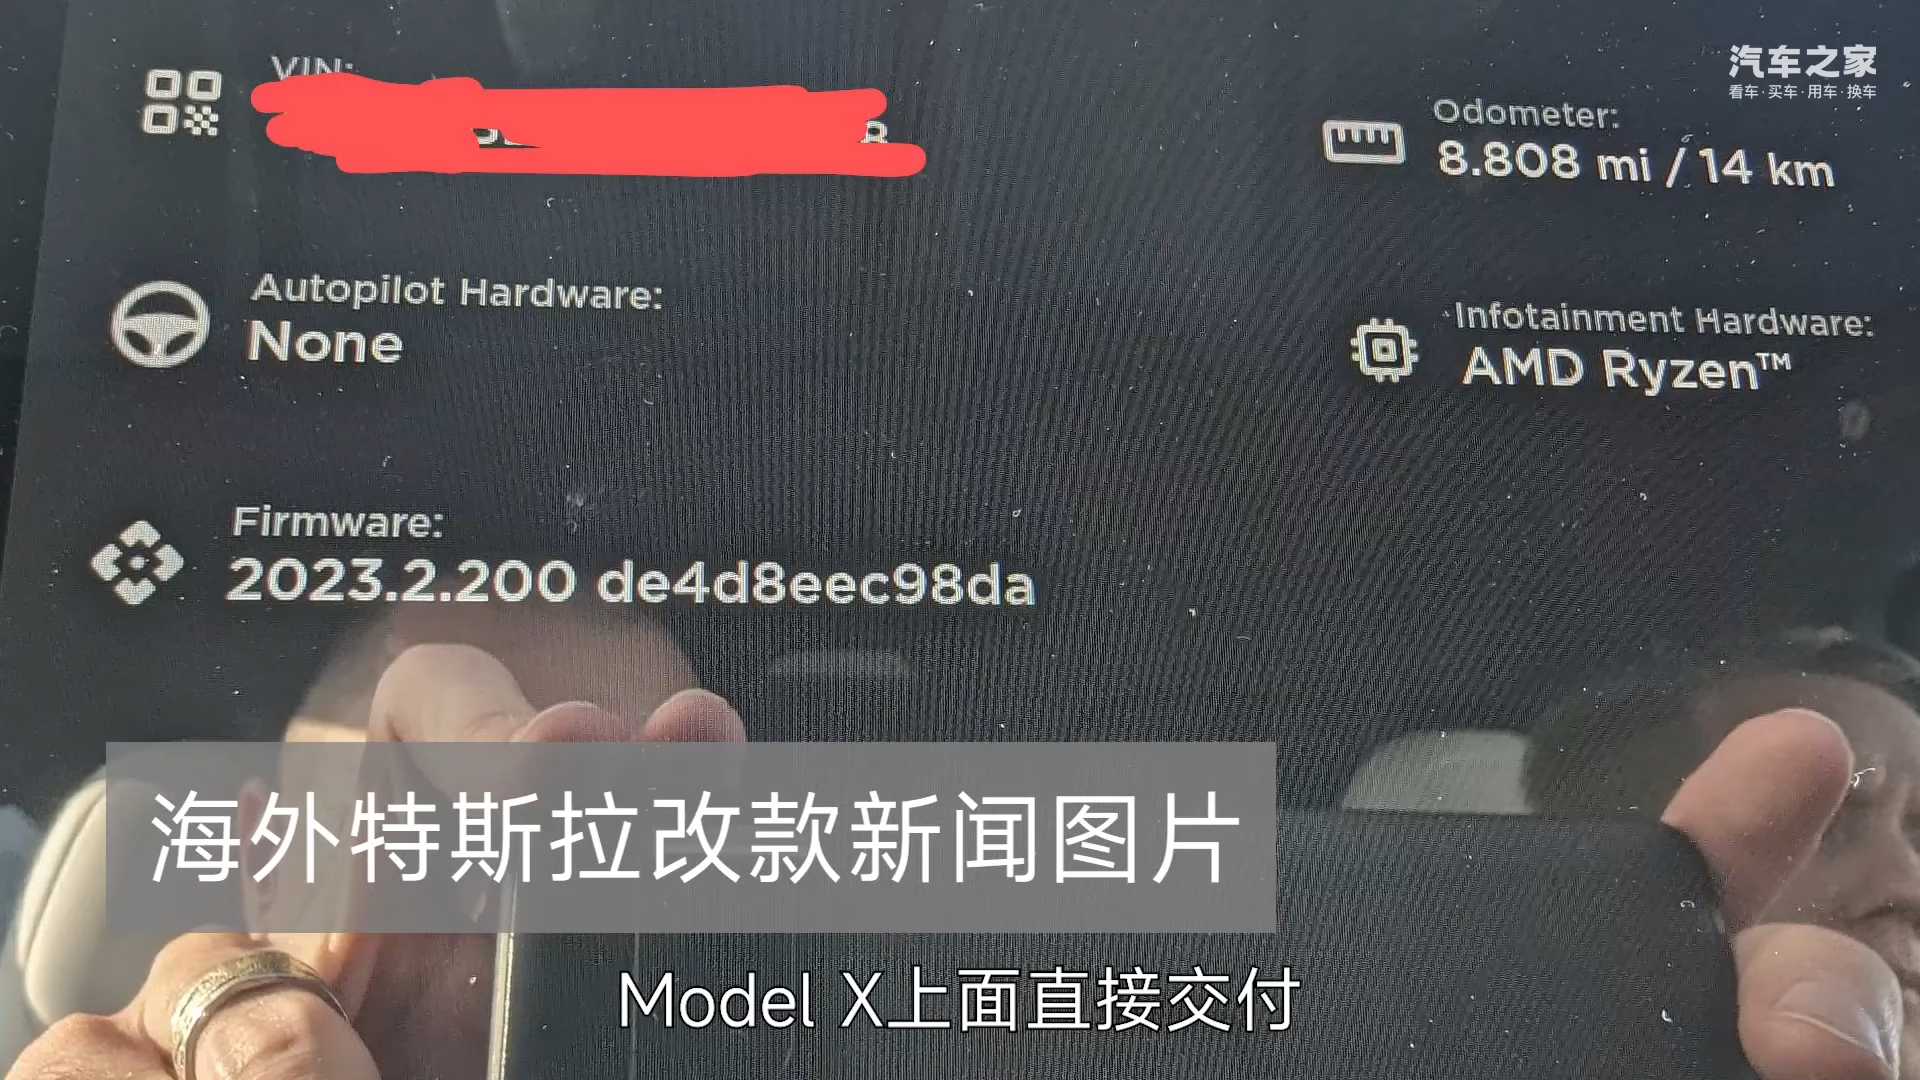 汽车之家
看车·买车·用车·换车
VIN:
Odometer:
8.808 mi / 14 km
Autopilot Hardware:
None
Infotainment Hardware:
AMD Ryzen™
Firmware:
2023.2.200 de4d8eec98da
海外特斯拉改款新闻图片
Model X上面直接交付